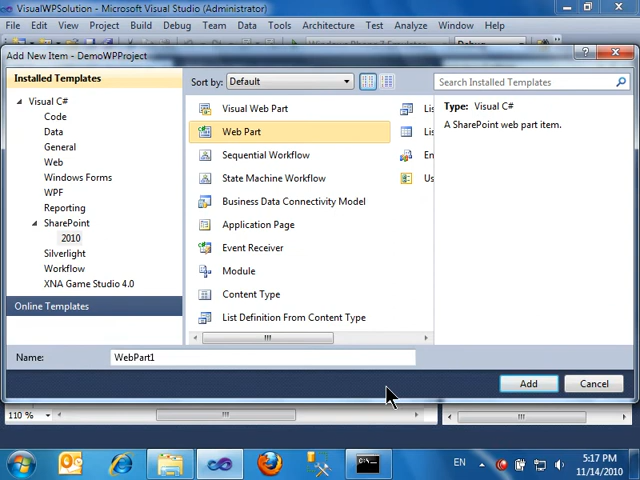 VisualWPSolution - Microsoft Visual Studio (Administrator)
File Edit View Project Build Debug Team Data Tools Architecture Test Analyze Window Help
Add New Item - DemoWPProject
Installed Templates
Sort by: Default
Search Installed Templates
Visual C#
Code
Data
General
Web
Windows Forms
WPF
Reporting
SharePoint
2010
Silverlight
Workflow
XNA Game Studio 4.0
Online Templates
Visual Web Part
Web Part
Sequential Workflow
State Machine Workflow
Business Data Connectivity Model
Application Page
Event Receiver
Module
Content Type
List Definition From Content Type
Type: Visual C#
A SharePoint web part item.
Name: WebPart1
Add Cancel
110 %
EN
5:17 PM
11/14/2010